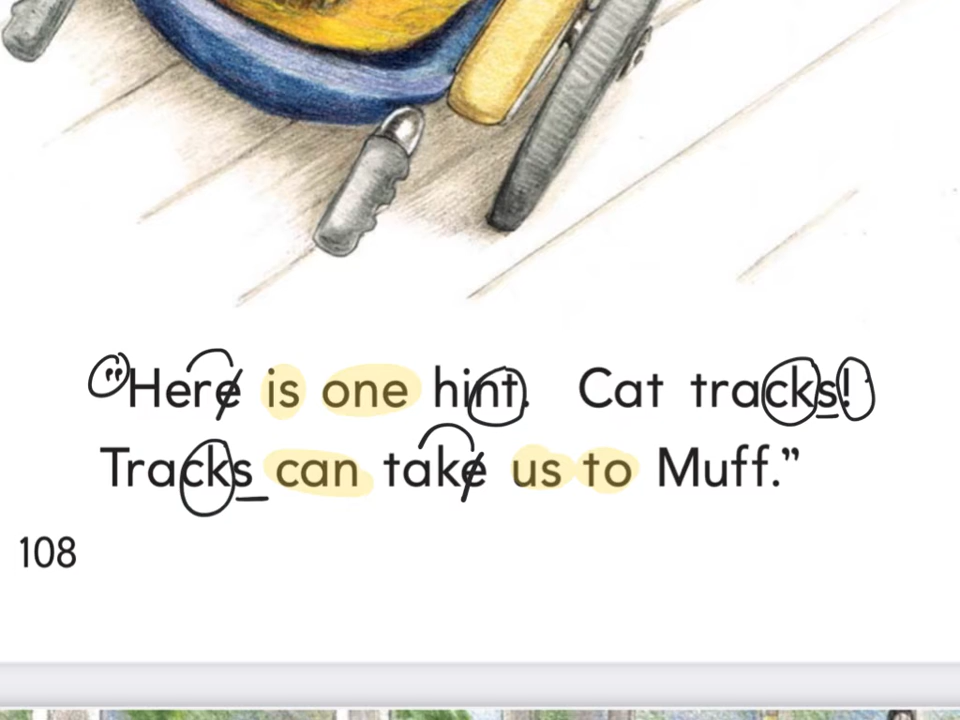 "Here is one hint. Cat tracks!
Tracks can take us to Muff.”
108